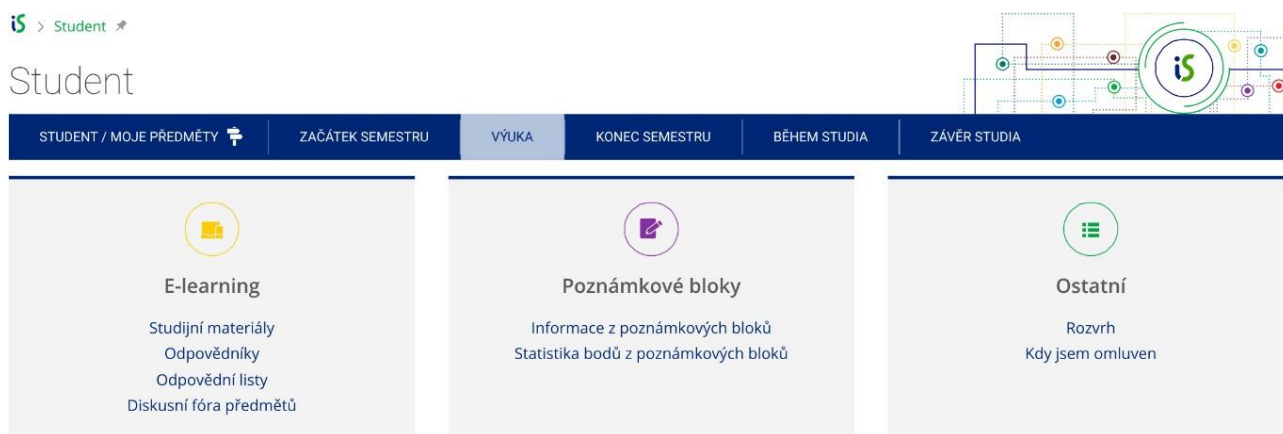 iS > Student
iS
Student
STUDENT / MOJE PŘEDMĚTY ZAČÁTEK SEMESTRU VÝUKA KONEC SEMESTRU BĚHEM STUDIA ZÁVĚR STUDIA
E-learning
Studijní materiály
Odpovědníky
Odpovědní listy
Diskusní fóra předmětů
Poznámkové bloky
Informace z poznámkových bloků
Statistika bodů z poznámkových bloků
Ostatní
Rozvrh
Kdy jsem omluven